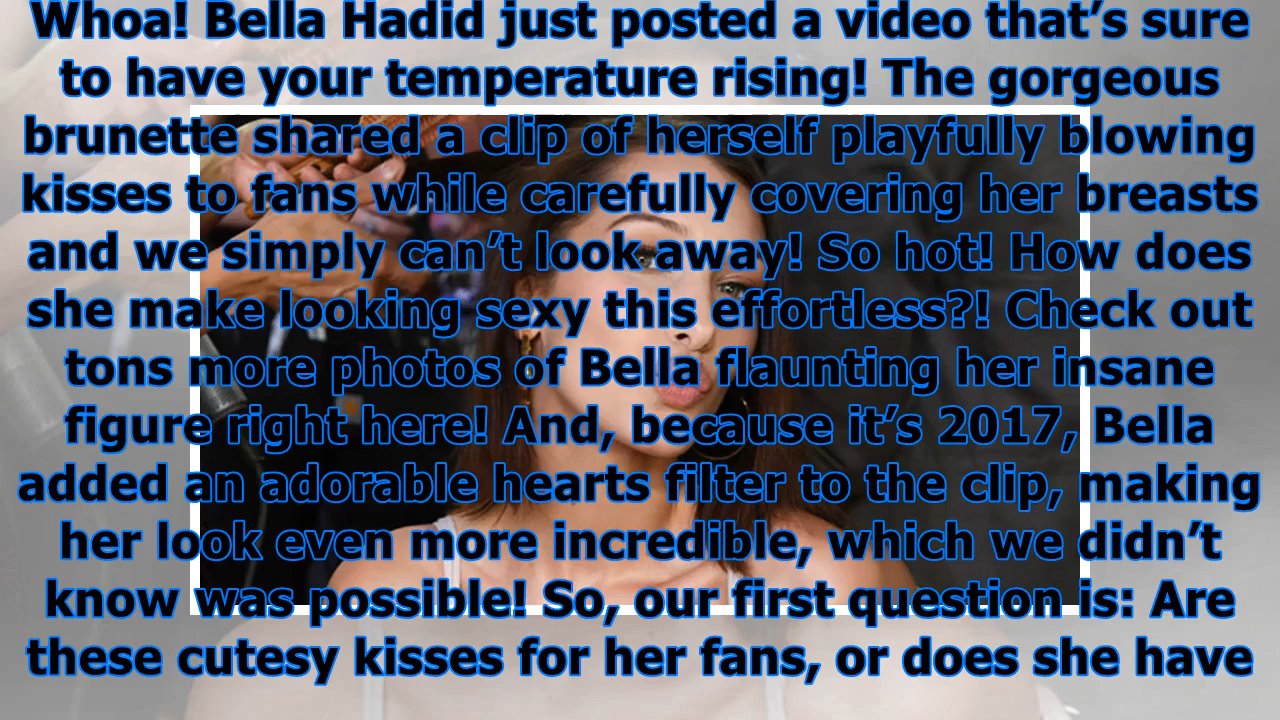 Whoa! Bella Hadid just posted a video that’s sure
to have your temperature rising! The gorgeous
brunette shared a clip of herself playfully blowing
kisses to fans while carefully covering her breasts
and we simply can’t look away! So hot! How does
she make looking sexy this effortless?! Check out
tons more photos of Bella flaunting her insane
figure right here! And, because it’s 2017, Bella
added an adorable hearts filter to the clip, making
her look even more incredible, which we didn’t
know was possible! So, our first question is: Are
these cutesy kisses for her fans, or does she have